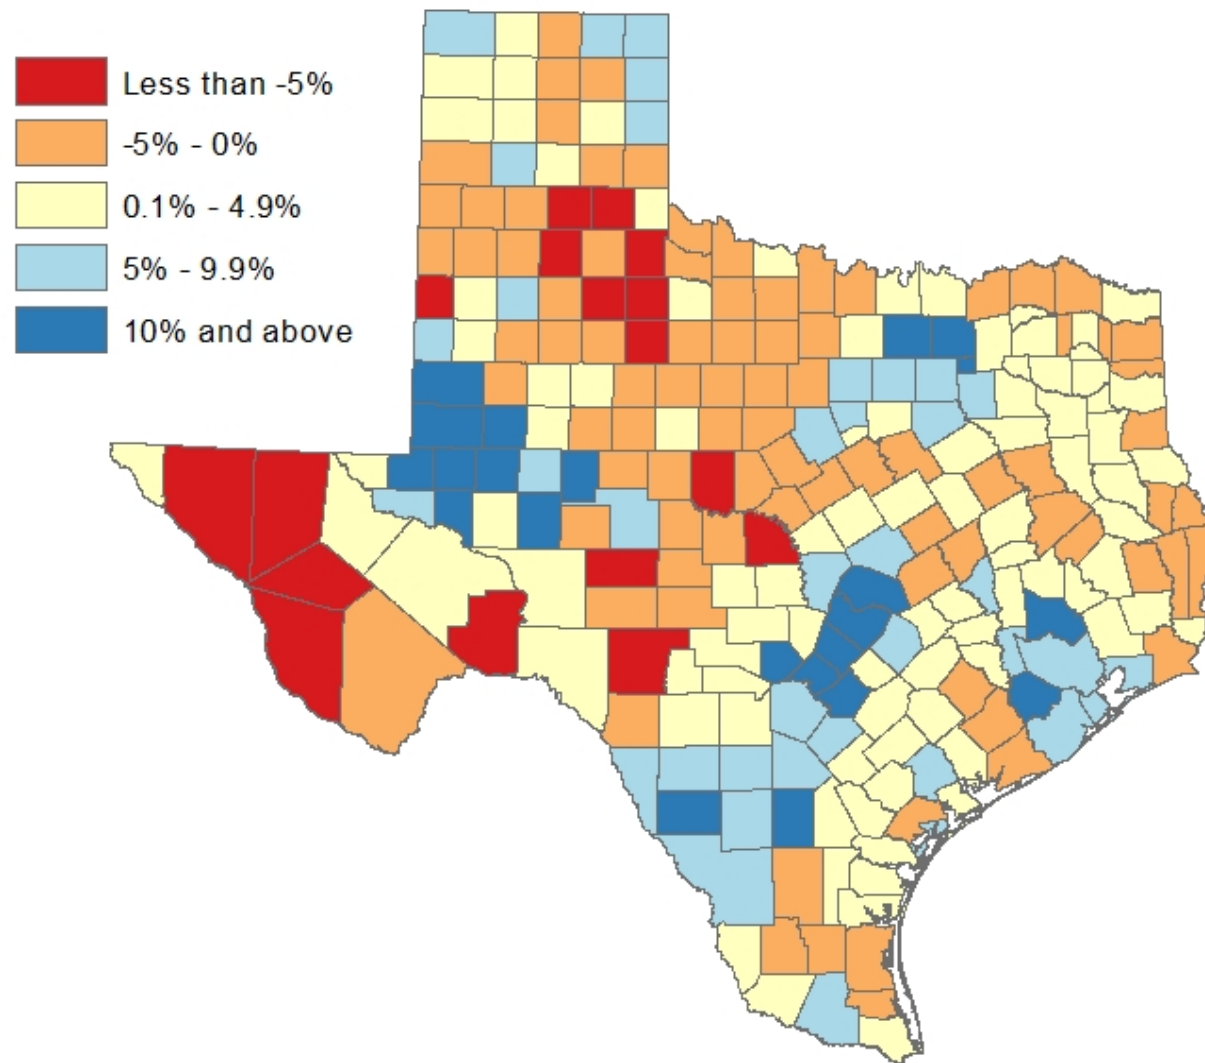 Less than -5%
-5% - 0%
0.1% - 4.9%
5% - 9.9%
10% and above